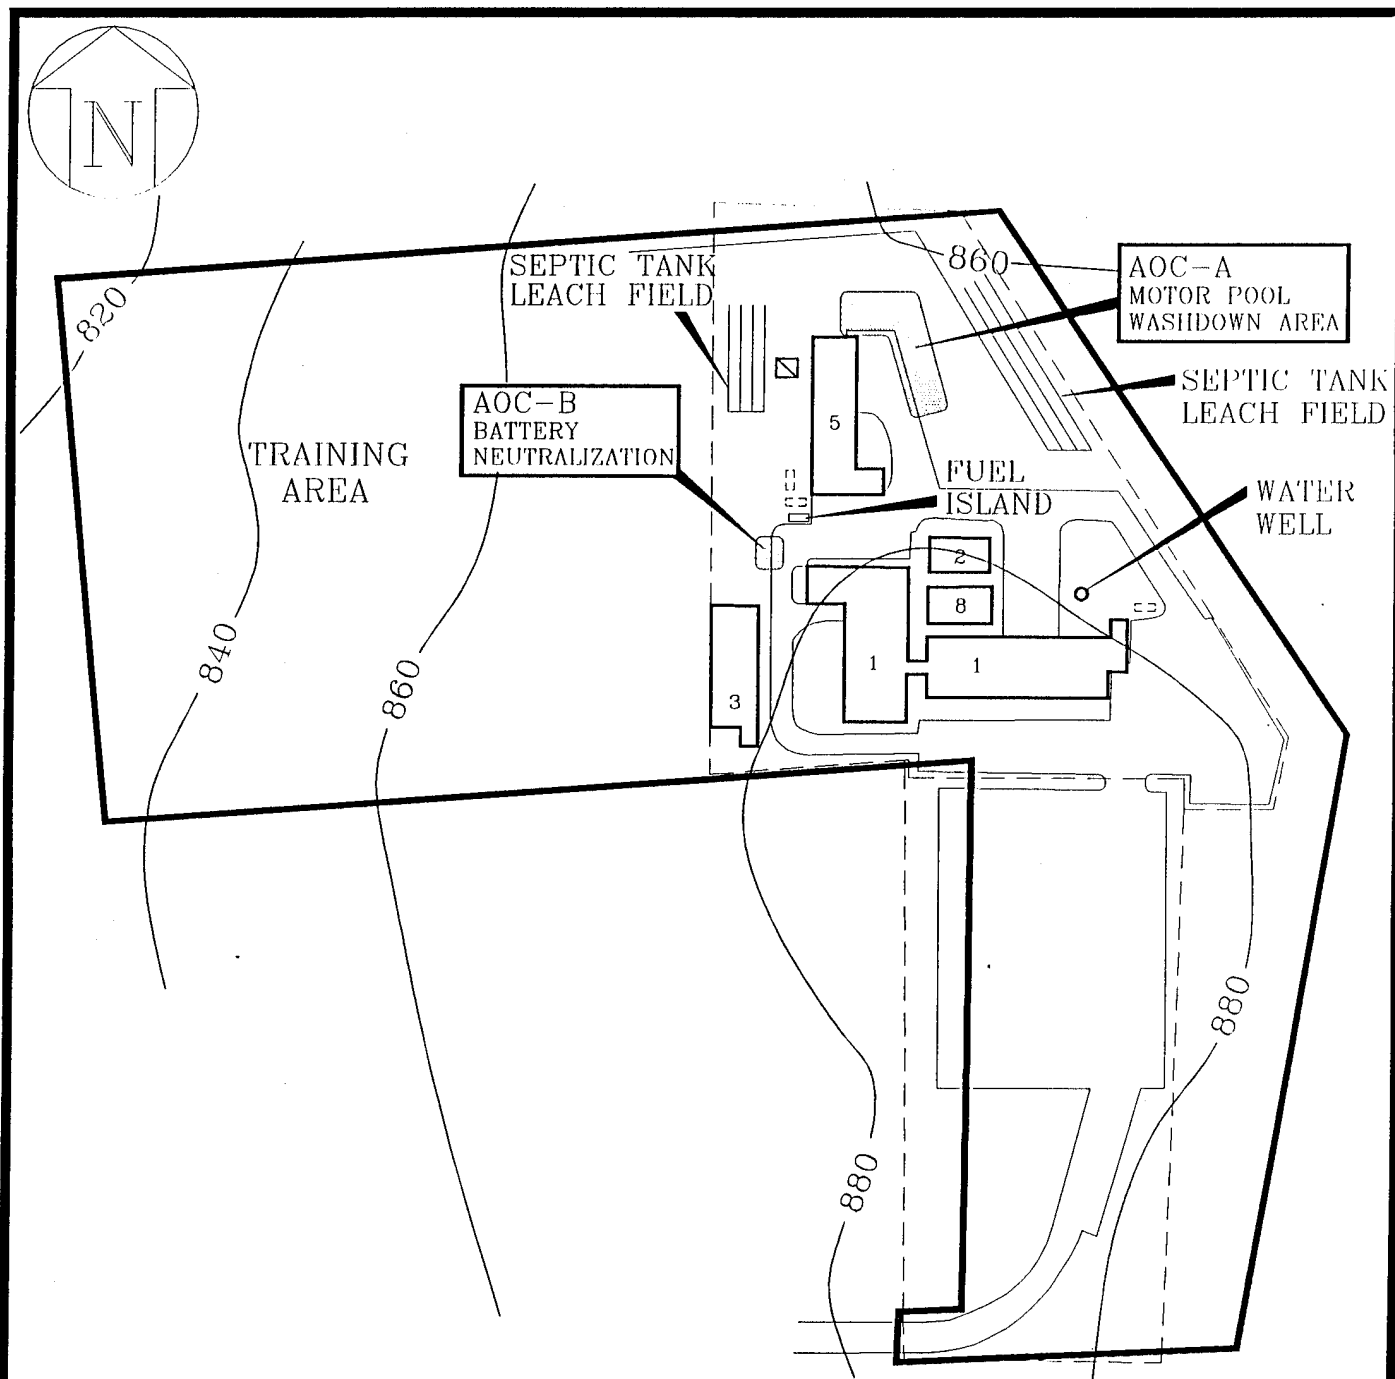 N
860
820
SEPTIC TANK
LEACH FIELD
AOC-A
MOTOR POOL
WASHDOWN AREA
SEPTIC TANK
LEACH FIELD
AOC-B
BATTERY
NEUTRALIZATION
5
TRAINING
AREA
FUEL
ISLAND
WATER
WELL
2
8
840
860
1
1
3
880
880